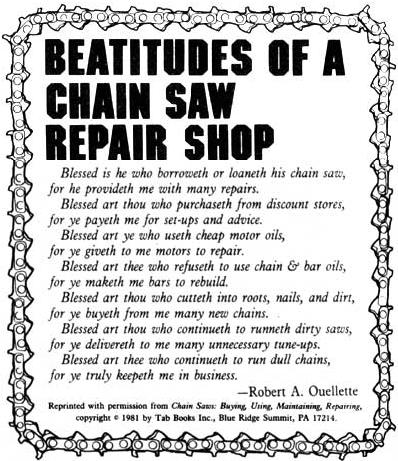 BEATITUDES OF A
CHAIN SAW
REPAIR SHOP
Blessed is he who borroweth or loaneth his chain saw,
for he provideth me with many repairs.
Blessed art thou who purchaseth from discount stores,
for ye payeth me for set-ups and advice.
Blessed art ye who useth cheap motor oils,
for ye giveth to me motors to repair.
Blessed art thee who refuseth to use chain & bar oils,
for ye maketh me bars to rebuild.
Blessed art thou who cutteth into roots, nails, and dirt,
for ye buyeth from me many new chains.
Blessed art thou who continueth to runneth dirty saws,
for ye delivereth to me many unnecessary tune-ups.
Blessed art thee who continueth to run dull chains,
for ye truly keepeth me in business.
—Robert A. Ouellette
Reprinted with permission from Chain Saws: Buying, Using, Maintaining, Repairing,
copyright © 1981 by Tab Books Inc., Blue Ridge Summit, PA 17214.